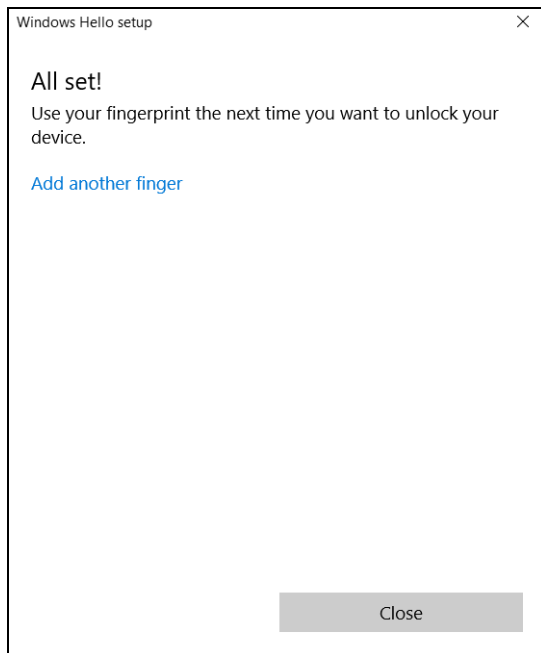 Windows Hello setup
All set!
Use your fingerprint the next time you want to unlock your
device.
Add another finger
Close